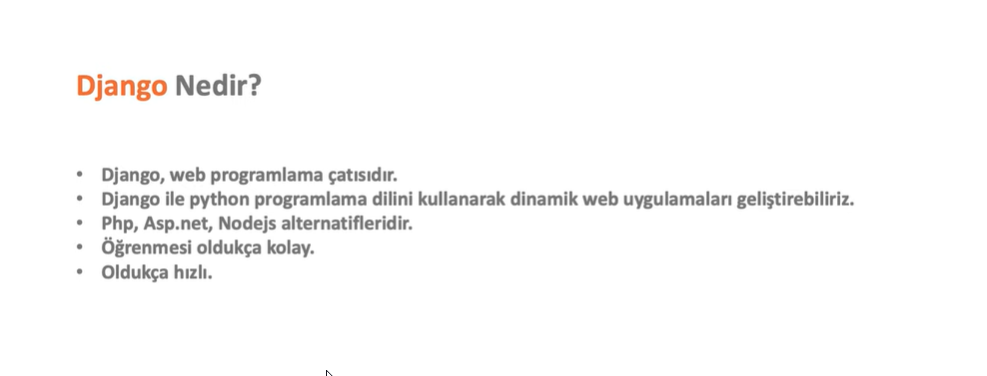 Django Nedir?
• Django, web programlama çatısıdır.
• Django ile python programlama dilini kullanarak dinamik web uygulamaları geliştirebiliriz.
• Php, Asp.net, Nodejs alternatifleridir.
• Öğrenmesi oldukça kolay.
• Oldukça hızlı.